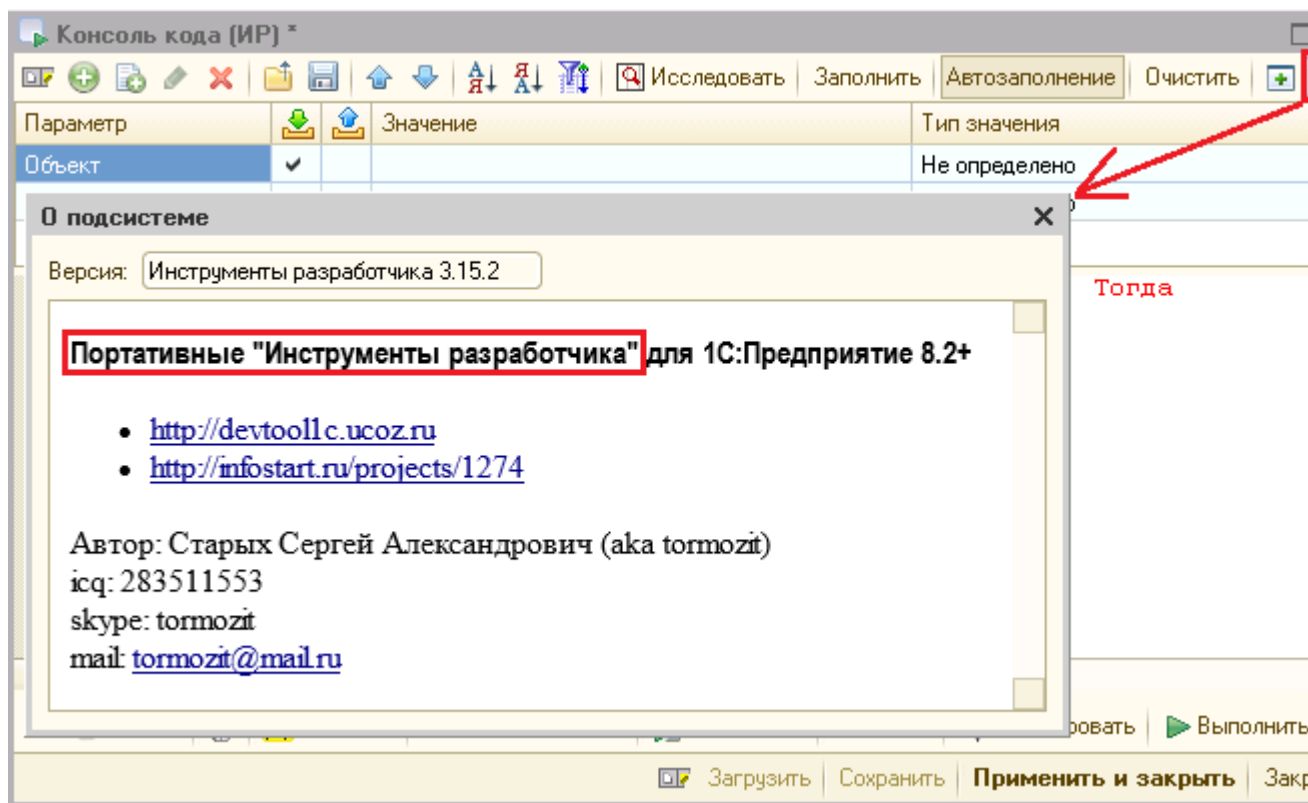 Консоль кода (ИР) *
Исследовать Заполнить Автозаполнение Очистить
Параметр Значение Тип значения
Объект Не определено
О подсистеме
Версия: Инструменты разработчика 3.15.2
Тогда
Портативные "Инструменты разработчика" для 1С:Предприятие 8.2+
http://devtool1c.ucoz.ru
http://infostart.ru/projects/1274
Автор: Старых Сергей Александрович (aka tormozit)
icq: 283511553
skype: tormozit
mail: tormozit@mail.ru
Выполнить
Загрузить Сохранить Применить и закрыть